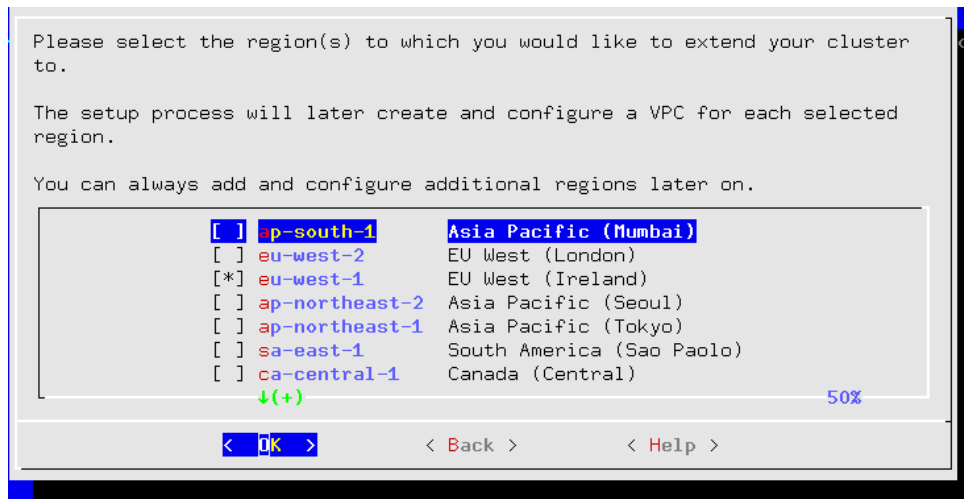 Please select the region(s) to which you would like to extend your cluster
to.
The setup process will later create and configure a VPC for each selected
region.
You can always add and configure additional regions later on.
[ ] ap-south-1 Asia Pacific (Mumbai)
[ ] eu-west-2 EU West (London)
[*] eu-west-1 EU West (Ireland)
[ ] ap-northeast-2 Asia Pacific (Seoul)
[ ] ap-northeast-1 Asia Pacific (Tokyo)
[ ] sa-east-1 South America (Sao Paolo)
[ ] ca-central-1 Canada (Central)
↓(+) 50%
< OK > < Back > < Help >